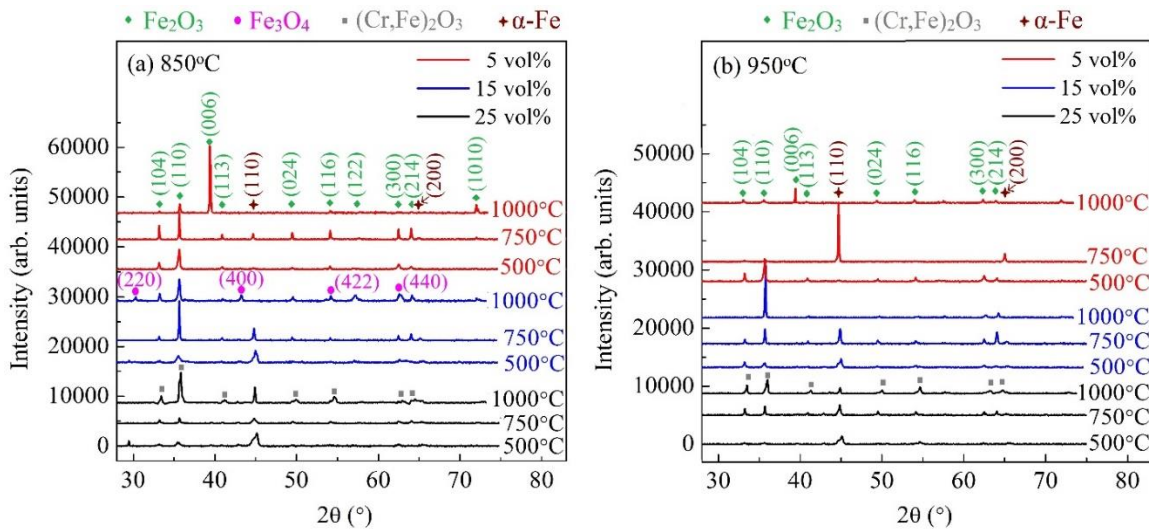 Fe₂O₃ Fe₃O₄ (Cr,Fe)₂O₃ α-Fe
(a) 850°C
5 vol%
15 vol%
25 vol%
(104) (110) (006) (113) (110) (024) (116) (122) (300) (214) (200) (1010)
1000°C
750°C
500°C
(220) (400) (422) (440)
1000°C
750°C
500°C
1000°C
750°C
500°C
60000
50000
40000
30000
20000
10000
0
Intensity (arb. units)
30 40 50 60 70 80
2θ (°)
Fe₂O₃ (Cr,Fe)₂O₃ α-Fe
(b) 950°C
5 vol%
15 vol%
25 vol%
(104) (110) (006) (113) (110) (024) (116) (300) (214) (200)
1000°C
750°C
500°C
1000°C
750°C
500°C
1000°C
750°C
500°C
50000
40000
30000
20000
10000
0
Intensity (arb. units)
30 40 50 60 70 80
2θ (°)